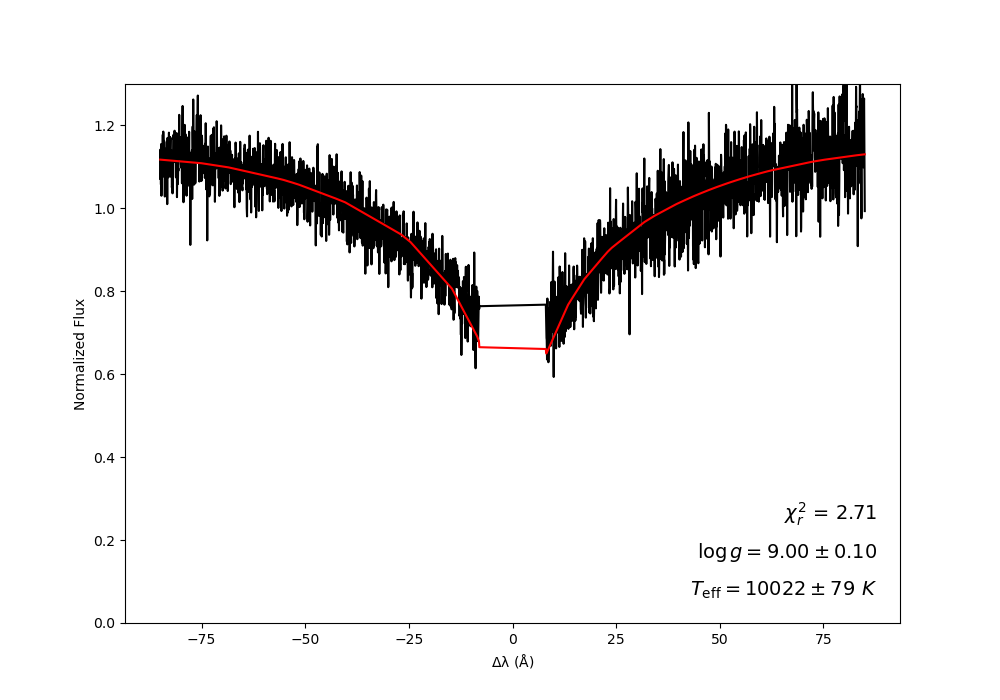 1.2
1.0
0.8
0.6
0.4
0.2
0.0
Normalized Flux
χ²ᵣ = 2.71
log g = 9.00 ± 0.10
T_eff = 10022 ± 79 K
−75 −50 −25 0 25 50 75
Δλ (Å)